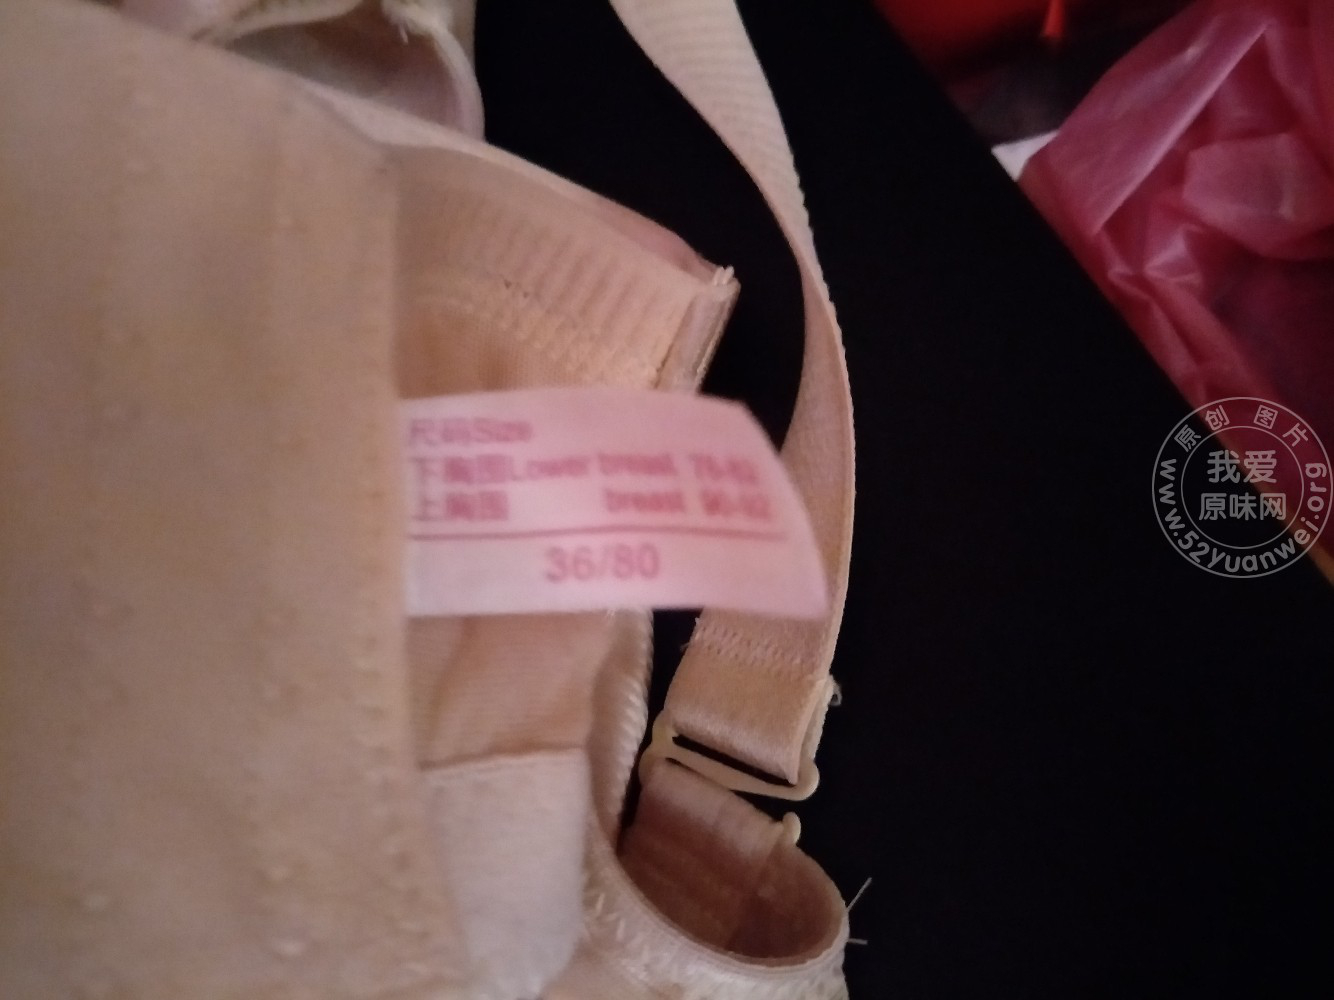 尺码Size
下胸围Lower breast
上胸围 breast
36/80
原创图片
我爱
原味网
www.52yuanwei.org